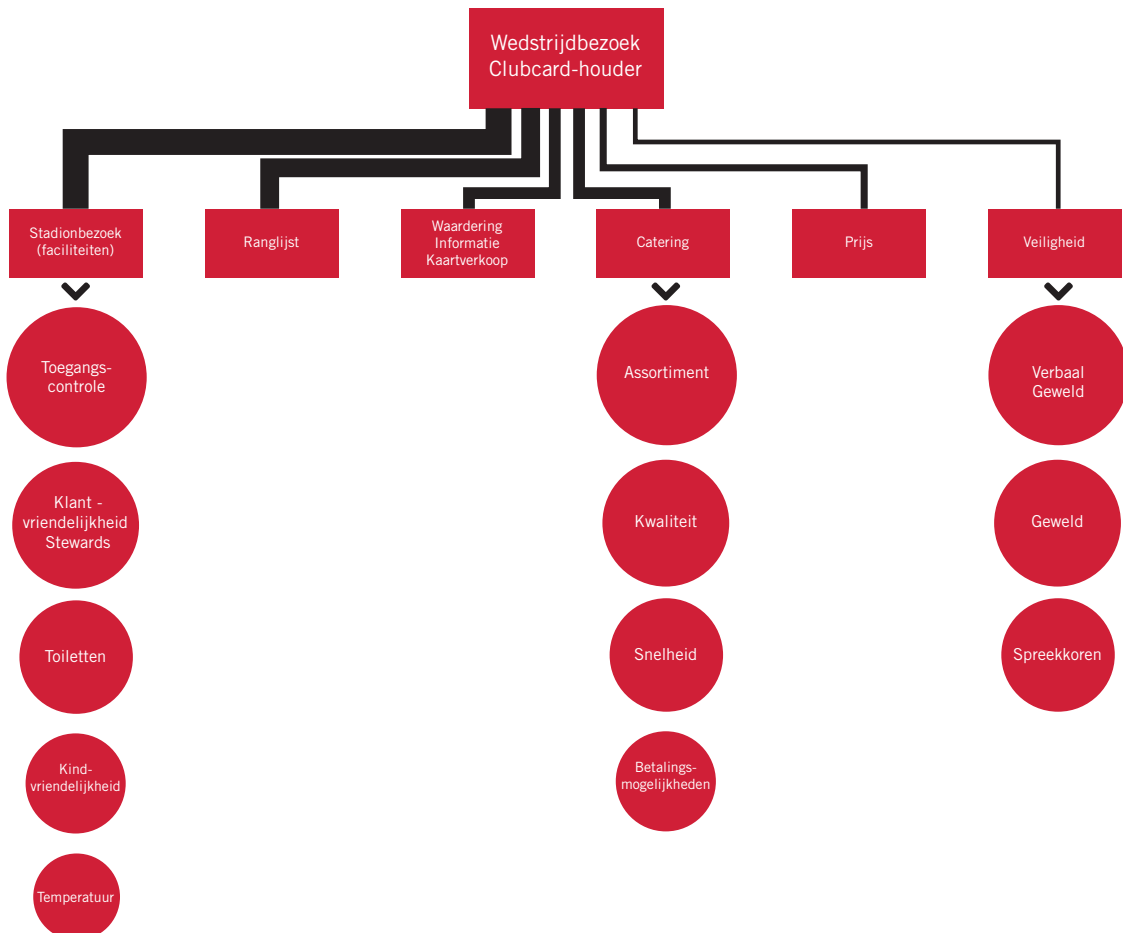 Wedstrijdbezoek
Clubcard-houder
Stadionbezoek
(faciliteiten)
Ranglijst
Waardering
Informatie
Kaartverkoop
Catering
Prijs
Veiligheid
Toegangs-
controle
Assortiment
Verbaal
Geweld
Klant -
vriendelijkheid
Stewards
Kwaliteit
Geweld
Toiletten
Snelheid
Spreekkoren
Kind-
vriendelijkheid
Betalings-
mogelijkheden
Temperatuur